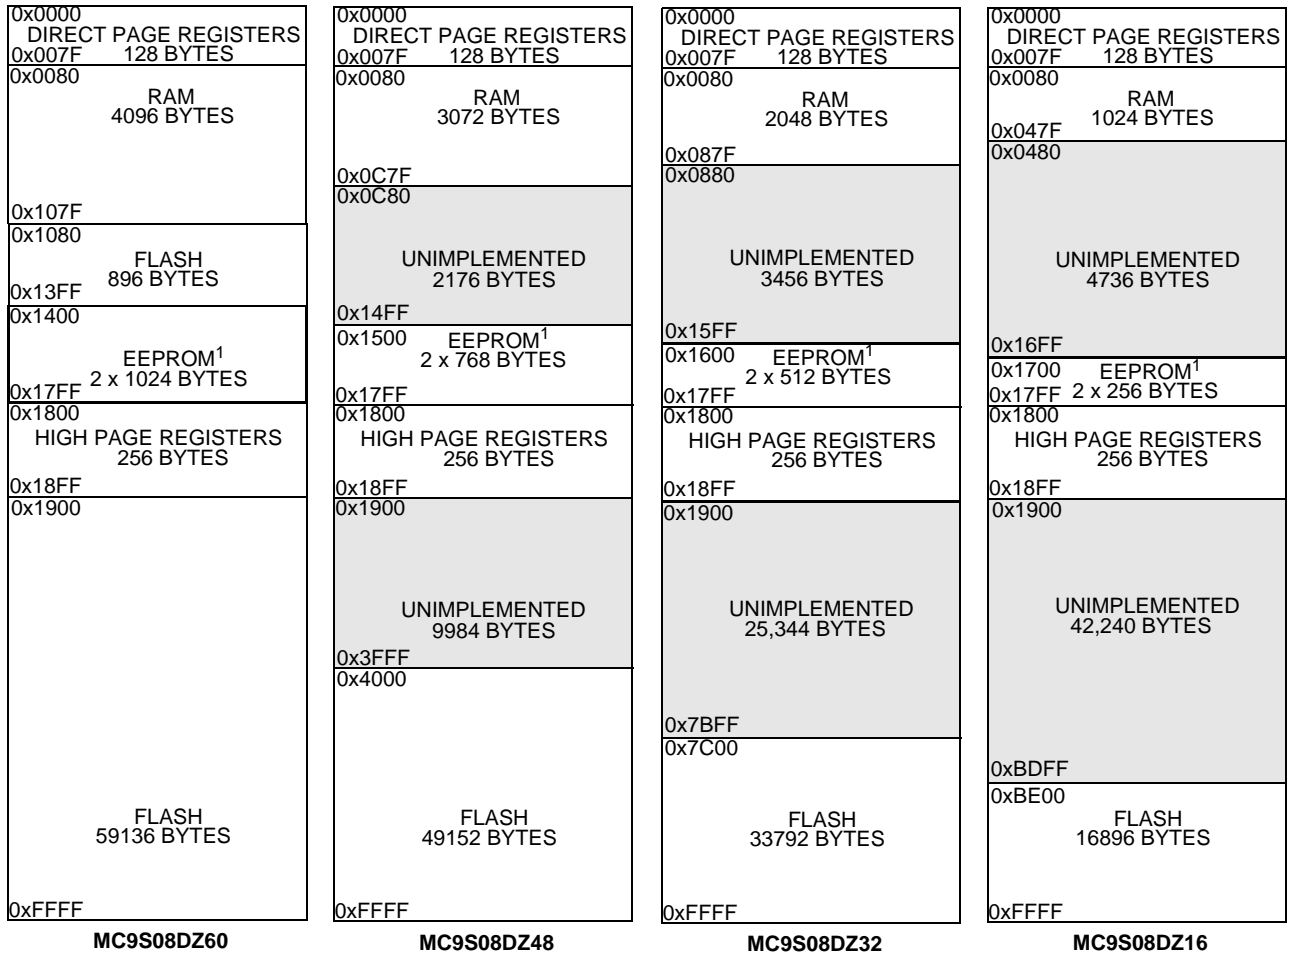 0x0000
DIRECT PAGE REGISTERS
0x007F 128 BYTES
0x0080
RAM
4096 BYTES
0x107F
0x1080
FLASH
896 BYTES
0x13FF
0x1400
EEPROM1
2 x 1024 BYTES
0x17FF
0x1800
HIGH PAGE REGISTERS
256 BYTES
0x18FF
0x1900
FLASH
59136 BYTES
0xFFFF
MC9S08DZ60
0x0000
DIRECT PAGE REGISTERS
0x007F 128 BYTES
0x0080
RAM
3072 BYTES
0x0C7F
0x0C80
UNIMPLEMENTED
2176 BYTES
0x14FF
0x1500 EEPROM1
2 x 768 BYTES
0x17FF
0x1800
HIGH PAGE REGISTERS
256 BYTES
0x18FF
0x1900
UNIMPLEMENTED
9984 BYTES
0x3FFF
0x4000
FLASH
49152 BYTES
0xFFFF
MC9S08DZ48
0x0000
DIRECT PAGE REGISTERS
0x007F 128 BYTES
0x0080
RAM
2048 BYTES
0x087F
0x0880
UNIMPLEMENTED
3456 BYTES
0x15FF
0x1600 EEPROM1
2 x 512 BYTES
0x17FF
0x1800
HIGH PAGE REGISTERS
256 BYTES
0x18FF
0x1900
UNIMPLEMENTED
25,344 BYTES
0x7BFF
0x7C00
FLASH
33792 BYTES
0xFFFF
MC9S08DZ32
0x0000
DIRECT PAGE REGISTERS
0x007F 128 BYTES
0x0080
RAM
1024 BYTES
0x047F
0x0480
UNIMPLEMENTED
4736 BYTES
0x16FF
0x1700 EEPROM1
0x17FF 2 x 256 BYTES
0x1800
HIGH PAGE REGISTERS
256 BYTES
0x18FF
0x1900
UNIMPLEMENTED
42,240 BYTES
0xBDFF
0xBE00
FLASH
16896 BYTES
0xFFFF
MC9S08DZ16